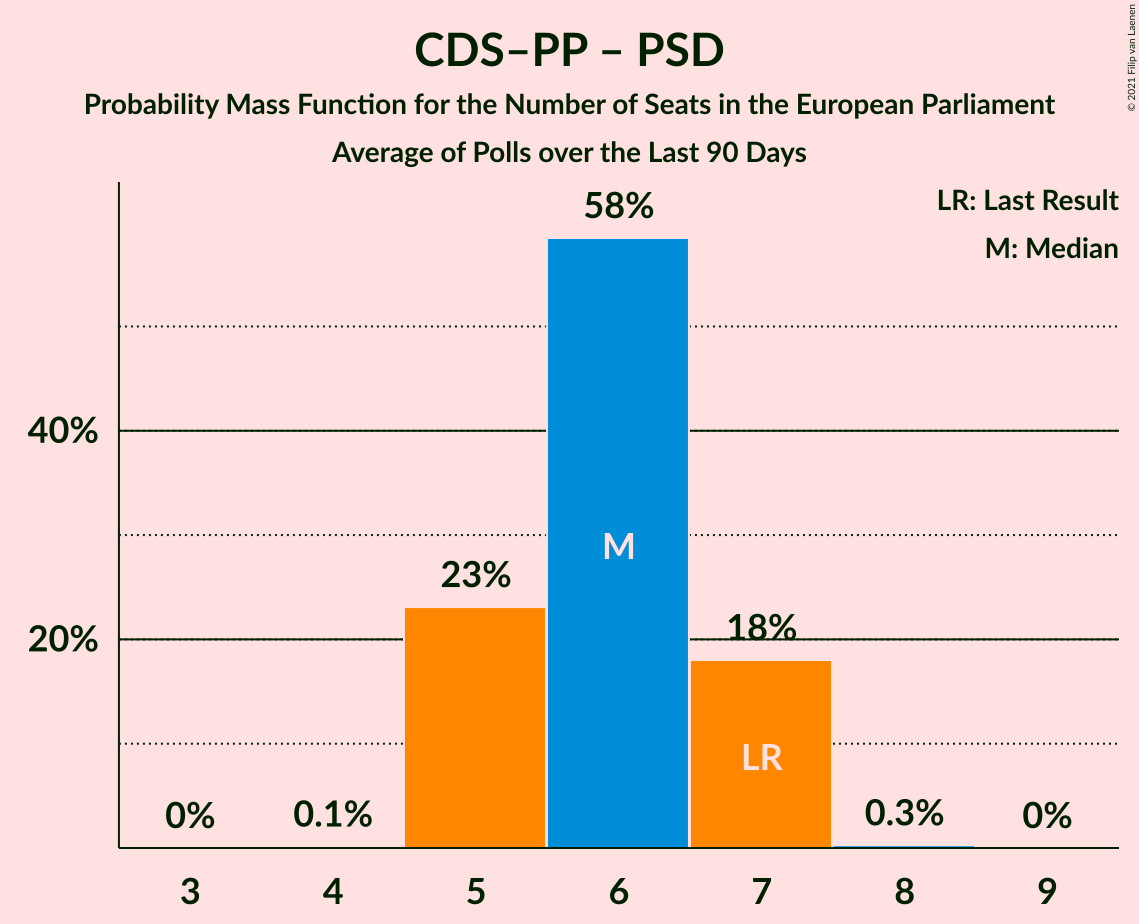 CDS–PP – PSD
Probability Mass Function for the Number of Seats in the European Parliament
Average of Polls over the Last 90 Days
© 2021 Filip van Laenen
LR: Last Result
M: Median
58%
40%
M
23%
18%
20%
LR
0%
0.1%
0.3%
0%
3 4 5 6 7 8 9